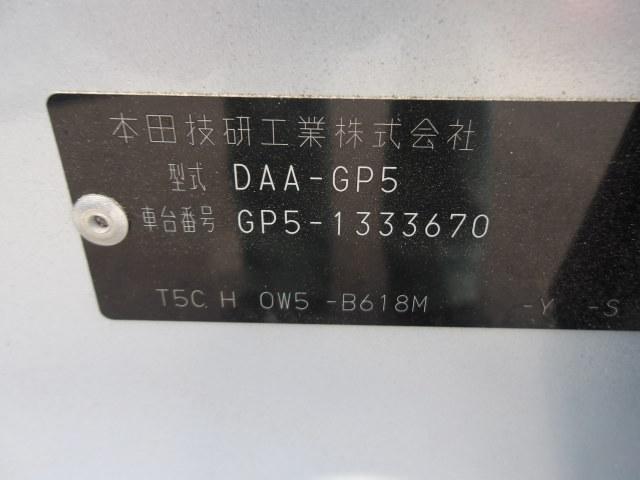 本田技研工業株式会社
型式 DAA-GP5
車台番号 GP5-1333670
T5C H 0W5 -B618M -Y -S